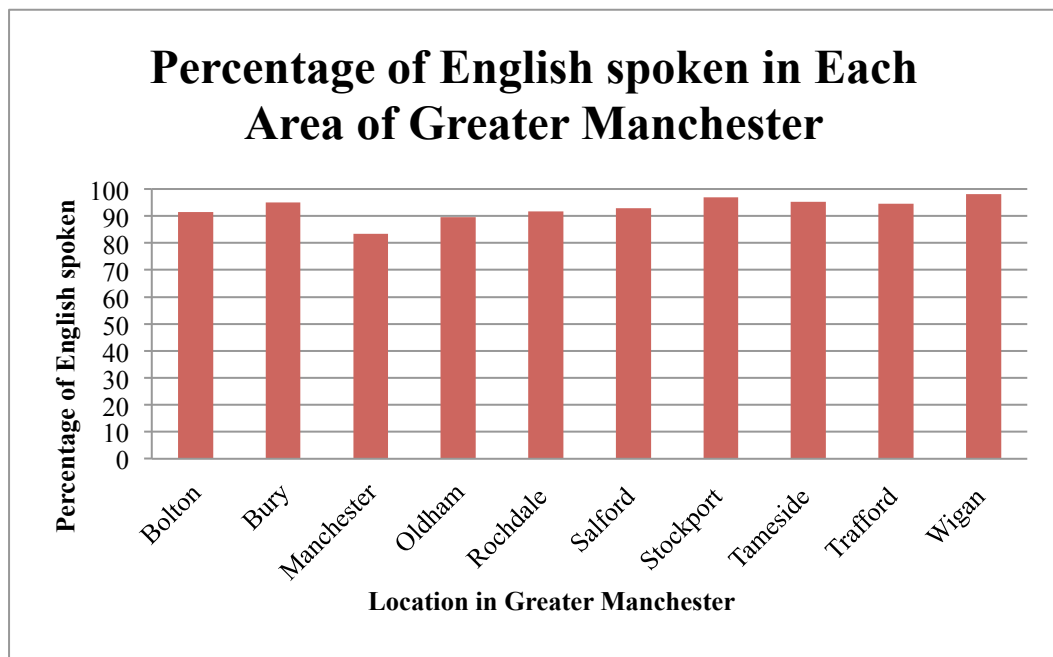 Percentage of English spoken in Each
Area of Greater Manchester
Percentage of English spoken
100
90
80
70
60
50
40
30
20
10
0
Bolton
Bury
Manchester
Oldham
Rochdale
Salford
Stockport
Tameside
Trafford
Wigan
Location in Greater Manchester